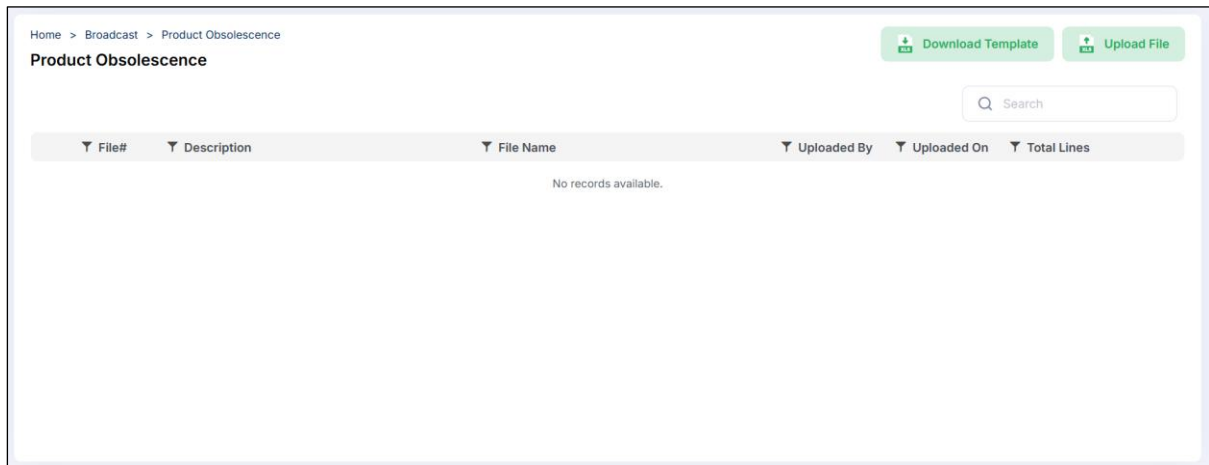 Home > Broadcast > Product Obsolescence
Product Obsolescence
Download Template
Upload File
Search
File# Description File Name Uploaded By Uploaded On Total Lines
No records available.